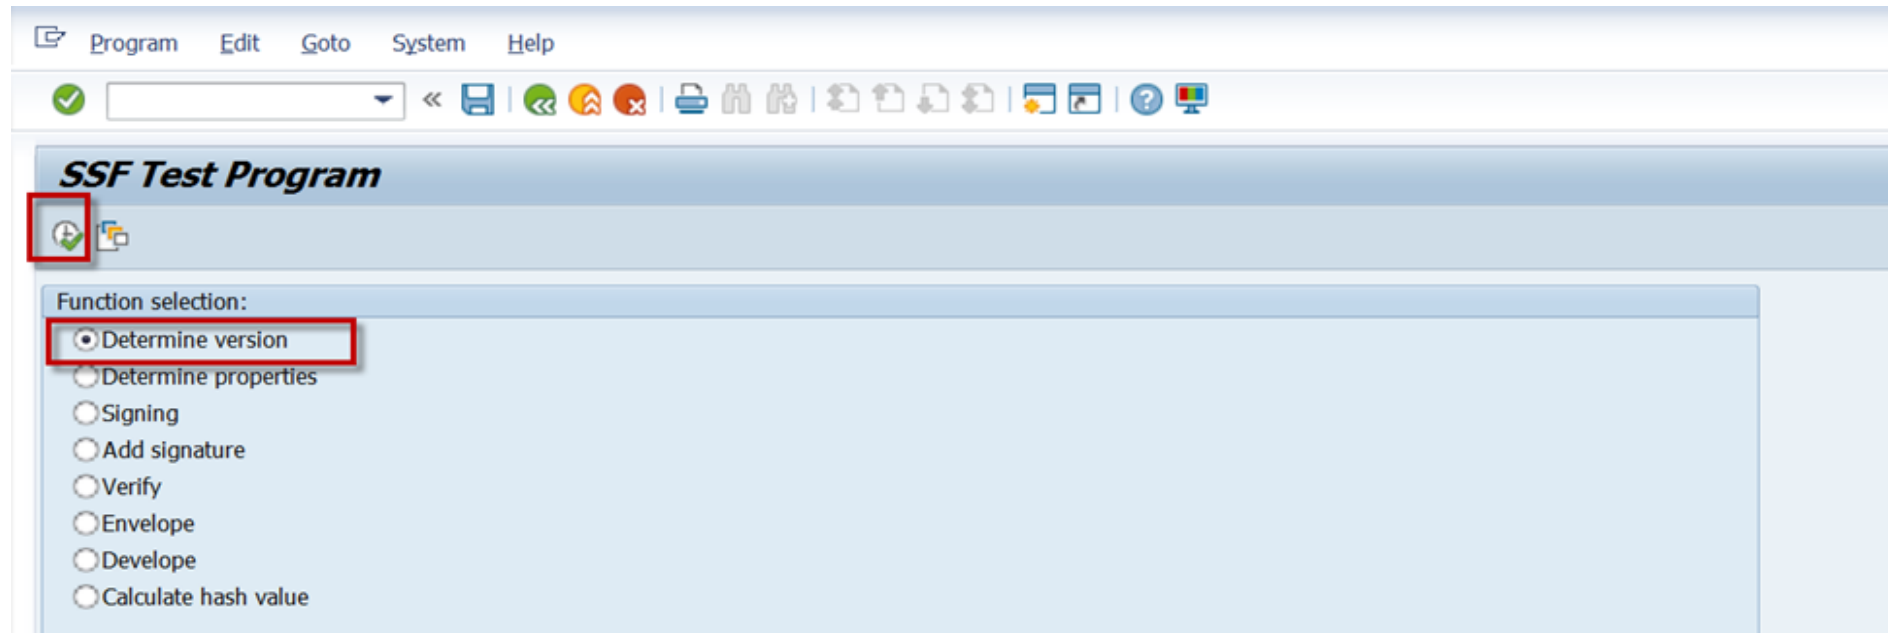 Program Edit Goto System Help
SSF Test Program
Function selection:
Determine version
Determine properties
Signing
Add signature
Verify
Envelope
Develope
Calculate hash value